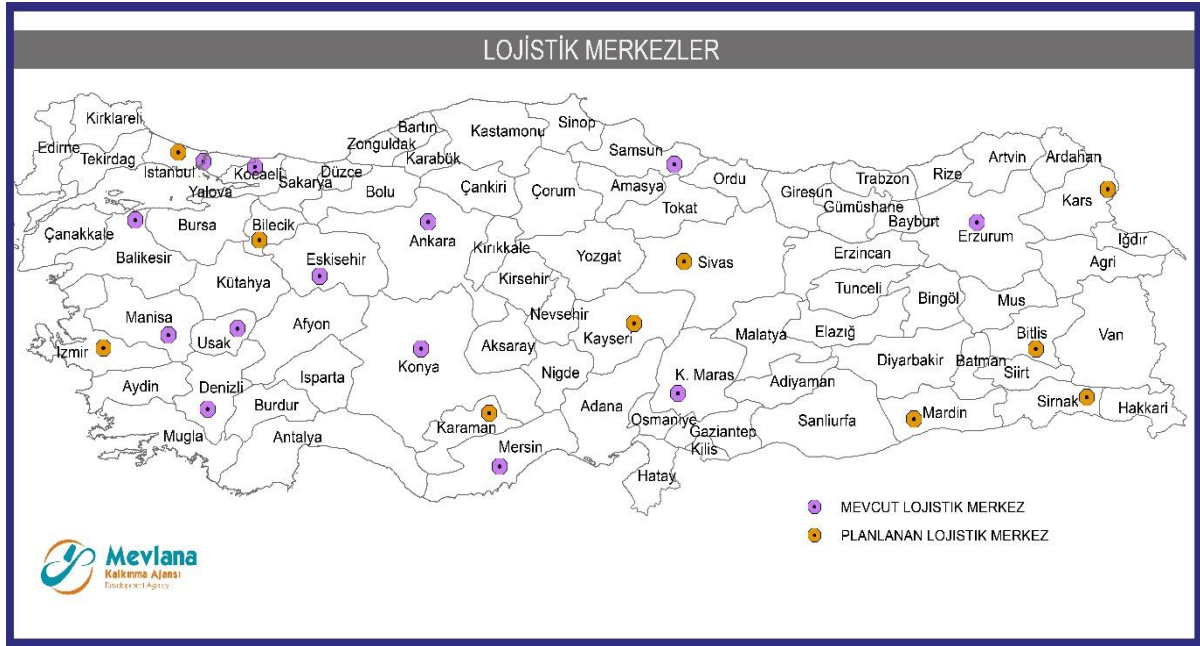 LOJİSTİK MERKEZLER
Kirklareli
Edirne
Tekirdag
Istanbul
Kocaeli
Yalova
Sakarya
Düzce
Zonguldak
Bartın
Karabük
Kastamonu
Sinop
Samsun
Ordu
Giresun
Trabzon
Rize
Artvin
Ardahan
Kars
Iğdır
Agri
Erzurum
Bayburt
Gümüshane
Erzincan
Tokat
Amasya
Çorum
Çankiri
Bolu
Bilecik
Bursa
Çanakkale
Balikesir
Kütahya
Eskisehir
Ankara
Kırıkkale
Kirsehir
Yozgat
Sivas
Tunceli
Bingöl
Mus
Bitlis
Van
Elazığ
Malatya
Kayseri
Nevsehir
Aksaray
Konya
Afyon
Usak
Manisa
Izmir
Aydin
Denizli
Isparta
Burdur
Mugla
Antalya
Karaman
Mersin
Nigde
Adana
K. Maras
Osmaniye
Gaziantep
Kilis
Hatay
Adiyaman
Sanliurfa
Diyarbakir
Batman
Siirt
Mardin
Sirnak
Hakkari
MEVCUT LOJISTIK MERKEZ
PLANLANAN LOJISTIK MERKEZ
Mevlana
Kalkınma Ajansı
Development Agency